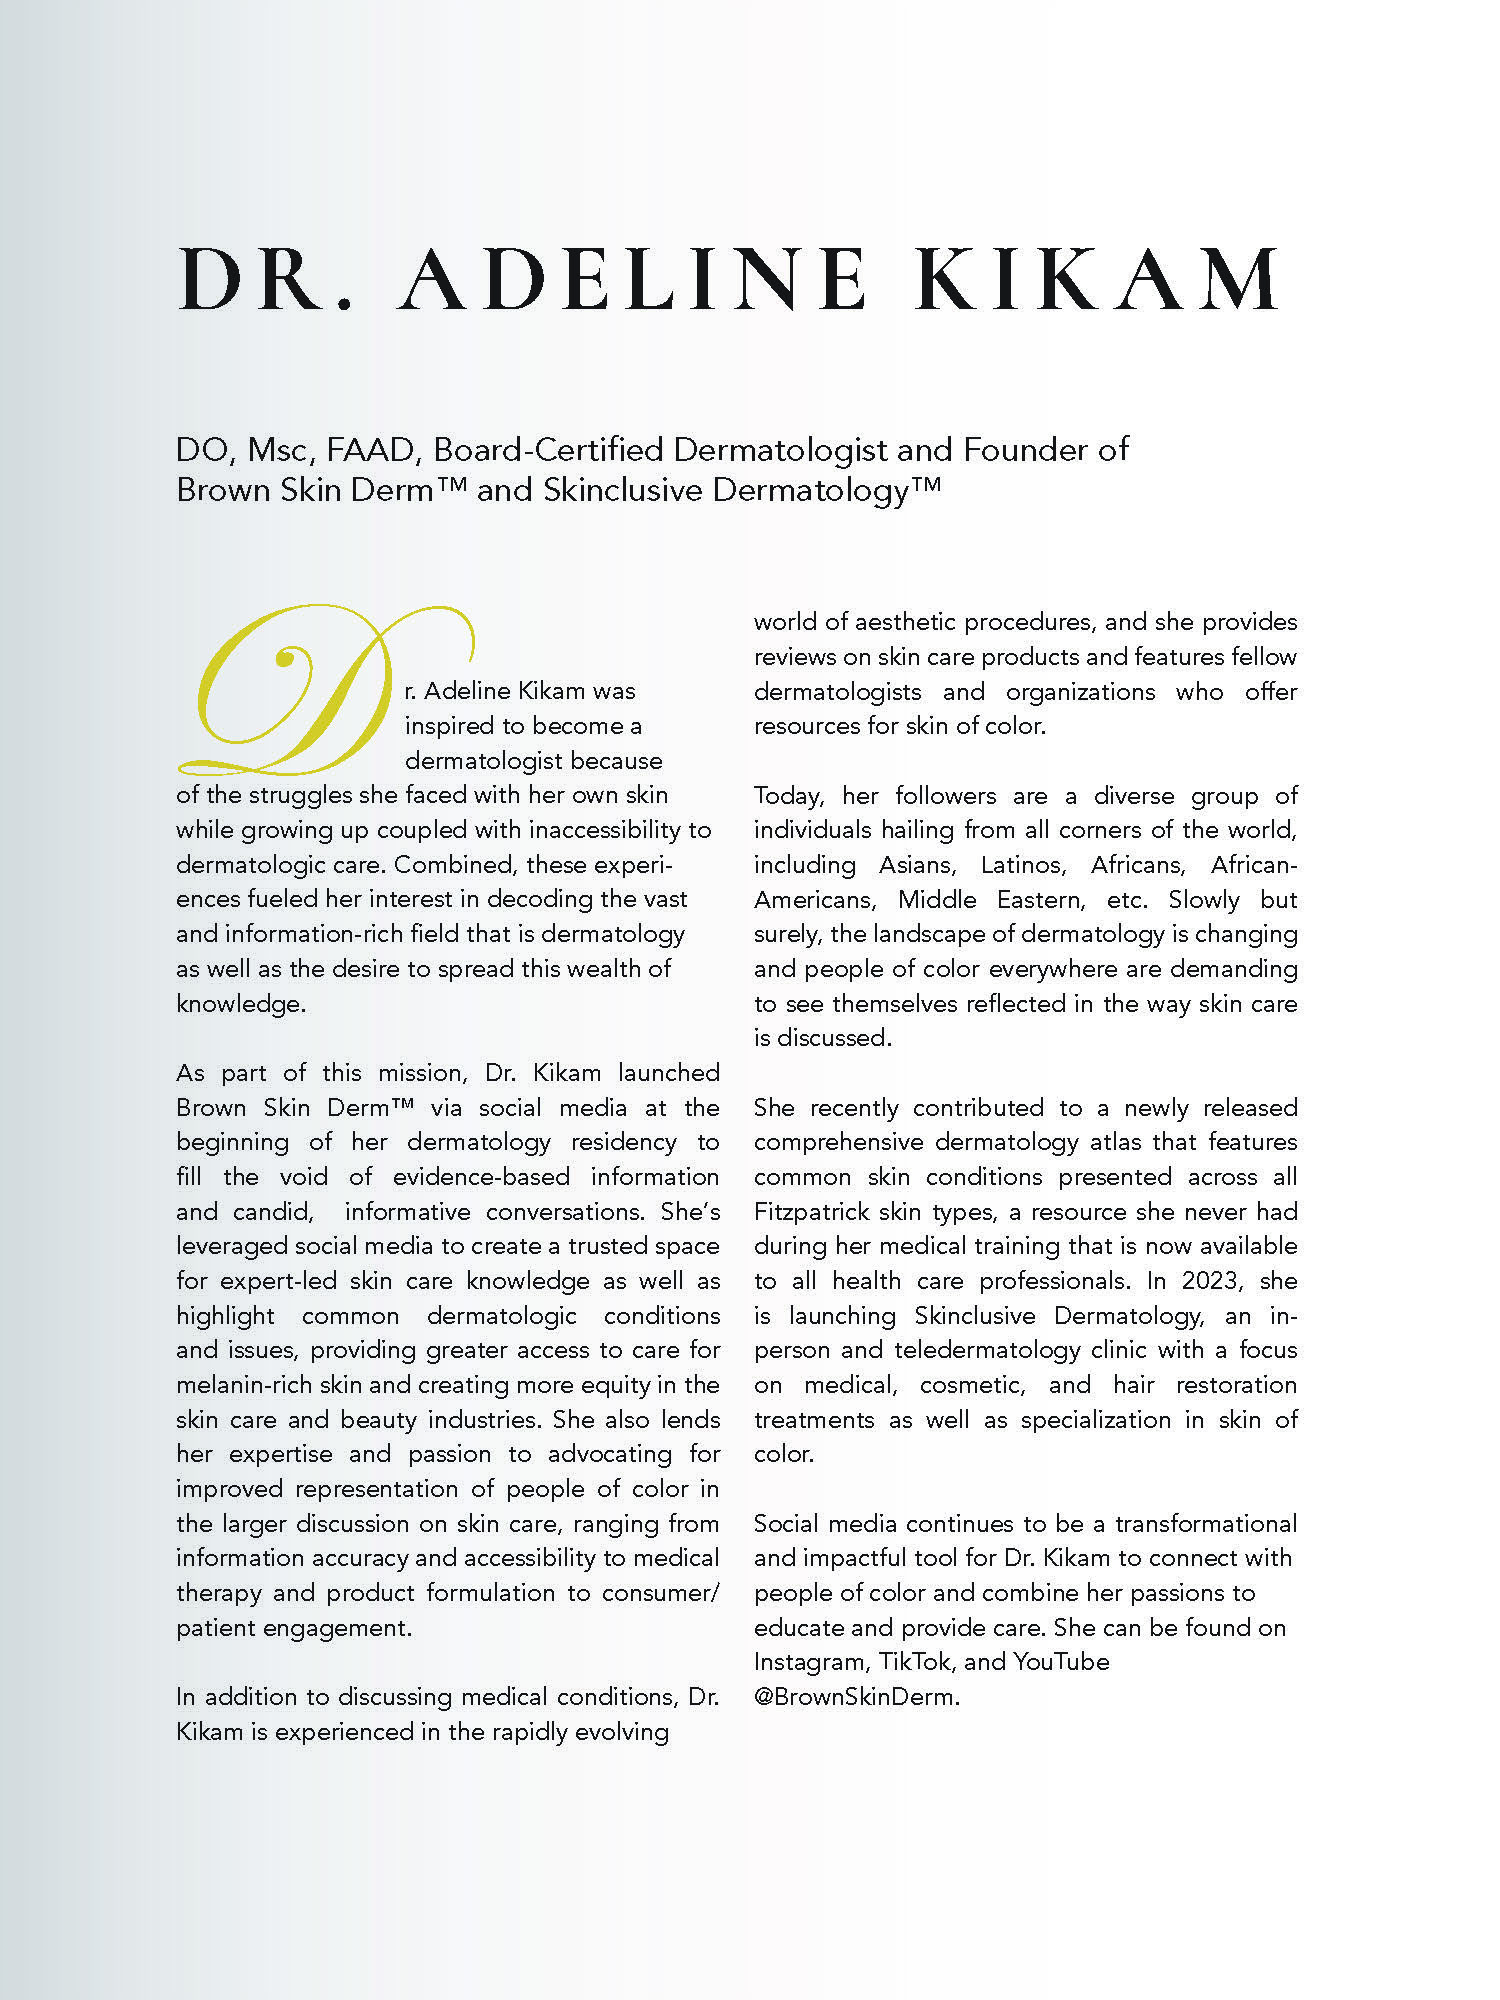 DR. ADELINE KIKAM
DO, Msc, FAAD, Board-Certified Dermatologist and Founder of
Brown Skin Derm™ and Skinclusive Dermatology™
Dr. Adeline Kikam was
inspired to become a
dermatologist because
of the struggles she faced with her own skin
while growing up coupled with inaccessibility to
dermatologic care. Combined, these experi-
ences fueled her interest in decoding the vast
and information-rich field that is dermatology
as well as the desire to spread this wealth of
knowledge.
As part of this mission, Dr. Kikam launched
Brown Skin Derm™ via social media at the
beginning of her dermatology residency to
fill the void of evidence-based information
and candid, informative conversations. She's
leveraged social media to create a trusted space
for expert-led skin care knowledge as well as
highlight common dermatologic conditions
and issues, providing greater access to care for
melanin-rich skin and creating more equity in the
skin care and beauty industries. She also lends
her expertise and passion to advocating for
improved representation of people of color in
the larger discussion on skin care, ranging from
information accuracy and accessibility to medical
therapy and product formulation to consumer/
patient engagement.
In addition to discussing medical conditions, Dr.
Kikam is experienced in the rapidly evolving
world of aesthetic procedures, and she provides
reviews on skin care products and features fellow
dermatologists and organizations who offer
resources for skin of color.
Today, her followers are a diverse group of
individuals hailing from all corners of the world,
including Asians, Latinos, Africans, African-
Americans, Middle Eastern, etc. Slowly but
surely, the landscape of dermatology is changing
and people of color everywhere are demanding
to see themselves reflected in the way skin care
is discussed.
She recently contributed to a newly released
comprehensive dermatology atlas that features
common skin conditions presented across all
Fitzpatrick skin types, a resource she never had
during her medical training that is now available
to all health care professionals. In 2023, she
is launching Skinclusive Dermatology, an in-
person and teledermatology clinic with a focus
on medical, cosmetic, and hair restoration
treatments as well as specialization in skin of
color.
Social media continues to be a transformational
and impactful tool for Dr. Kikam to connect with
people of color and combine her passions to
educate and provide care. She can be found on
Instagram, TikTok, and YouTube
@BrownSkinDerm.